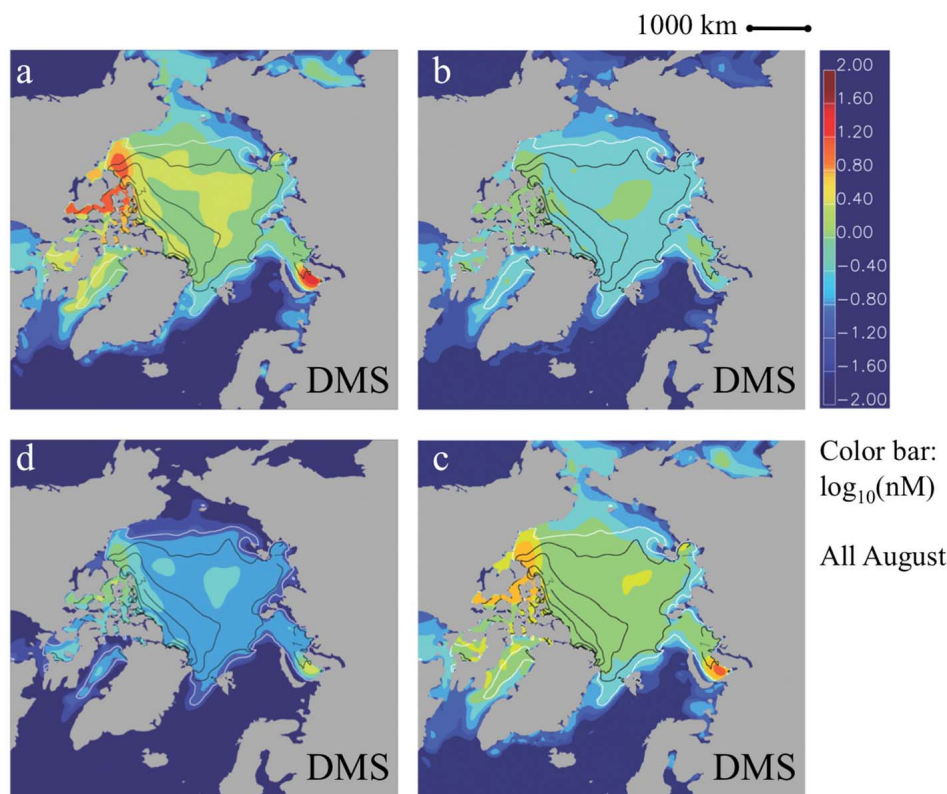 1000 km
a
DMS
b
DMS
2.00
1.60
1.20
0.80
0.40
0.00
−0.40
−0.80
−1.20
−1.60
−2.00
d
DMS
c
DMS
Color bar:
log₁₀(nM)
All August